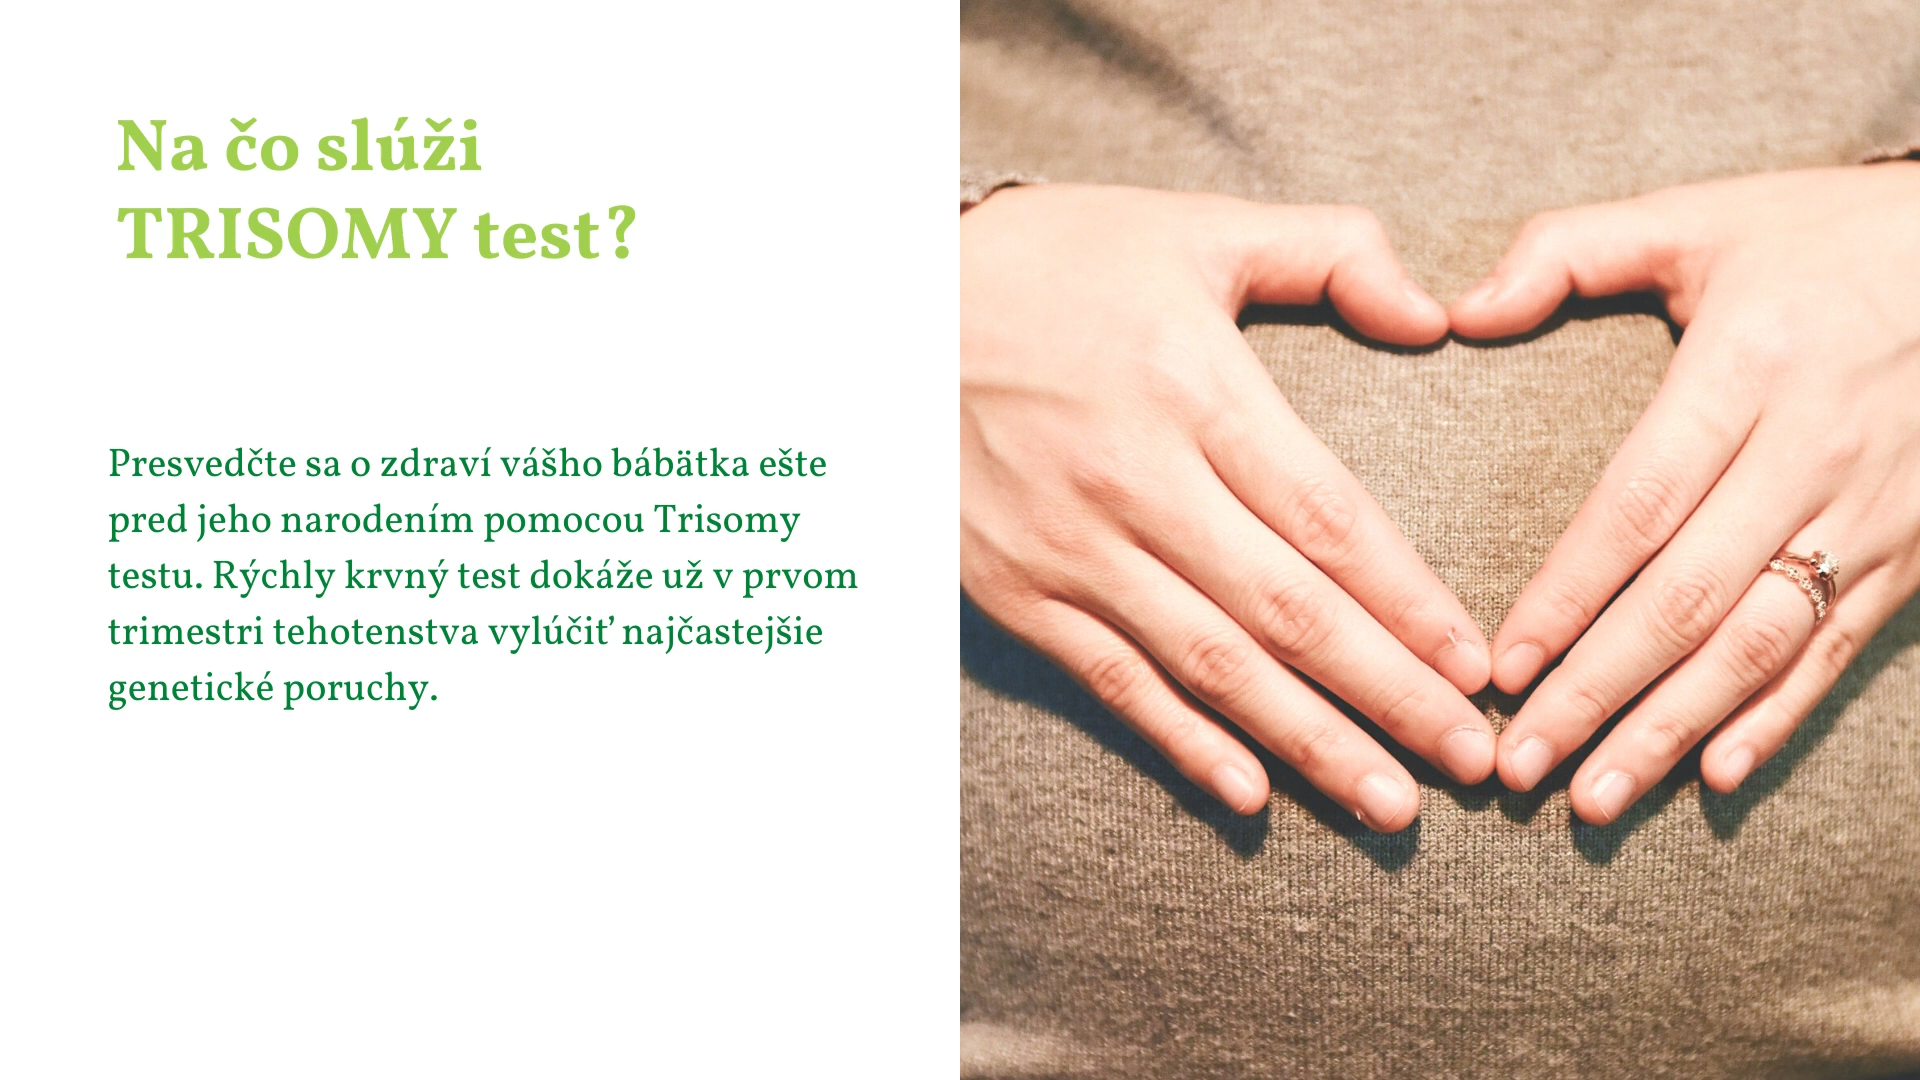 Na čo slúži
TRISOMY test?
Presvedčte sa o zdraví vášho bábätka ešte
pred jeho narodením pomocou Trisomy
testu. Rýchly krvný test dokáže už v prvom
trimestri tehotenstva vylúčiť najčastejšie
genetické poruchy.